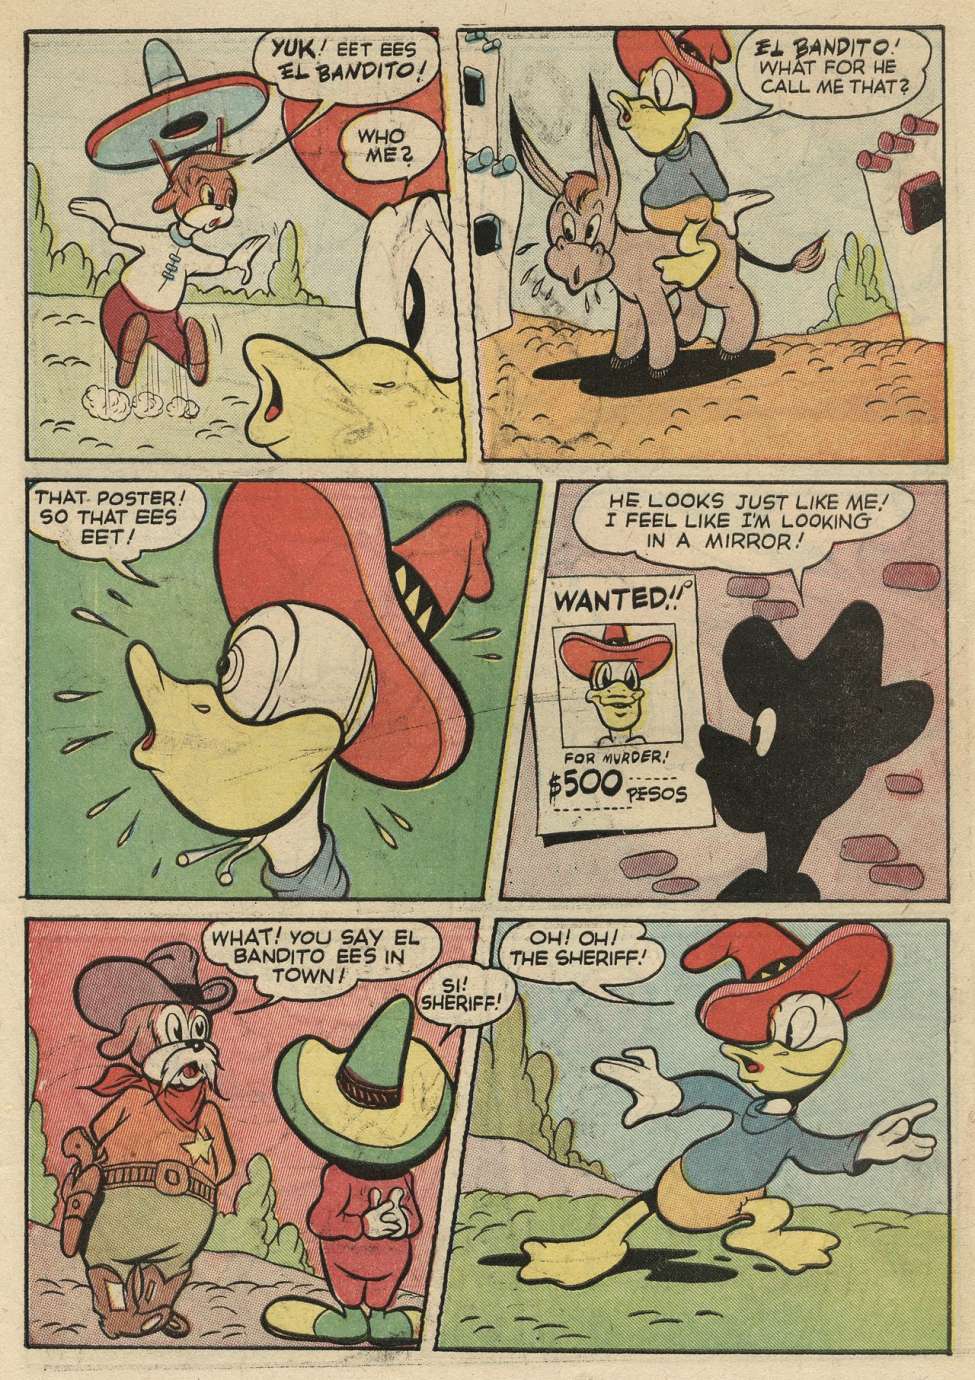 YUK! EET EES
EL BANDITO!
WHO
ME?
EL BANDITO!
WHAT FOR HE
CALL ME THAT?
THAT POSTER!
SO THAT EES
EET!
HE LOOKS JUST LIKE ME!
I FEEL LIKE I'M LOOKING
IN A MIRROR!
WANTED!!
FOR MURDER!
$500
PESOS
WHAT! YOU SAY EL
BANDITO EES IN
TOWN!
SI!
SHERIFF!
OH! OH!
THE SHERIFF!